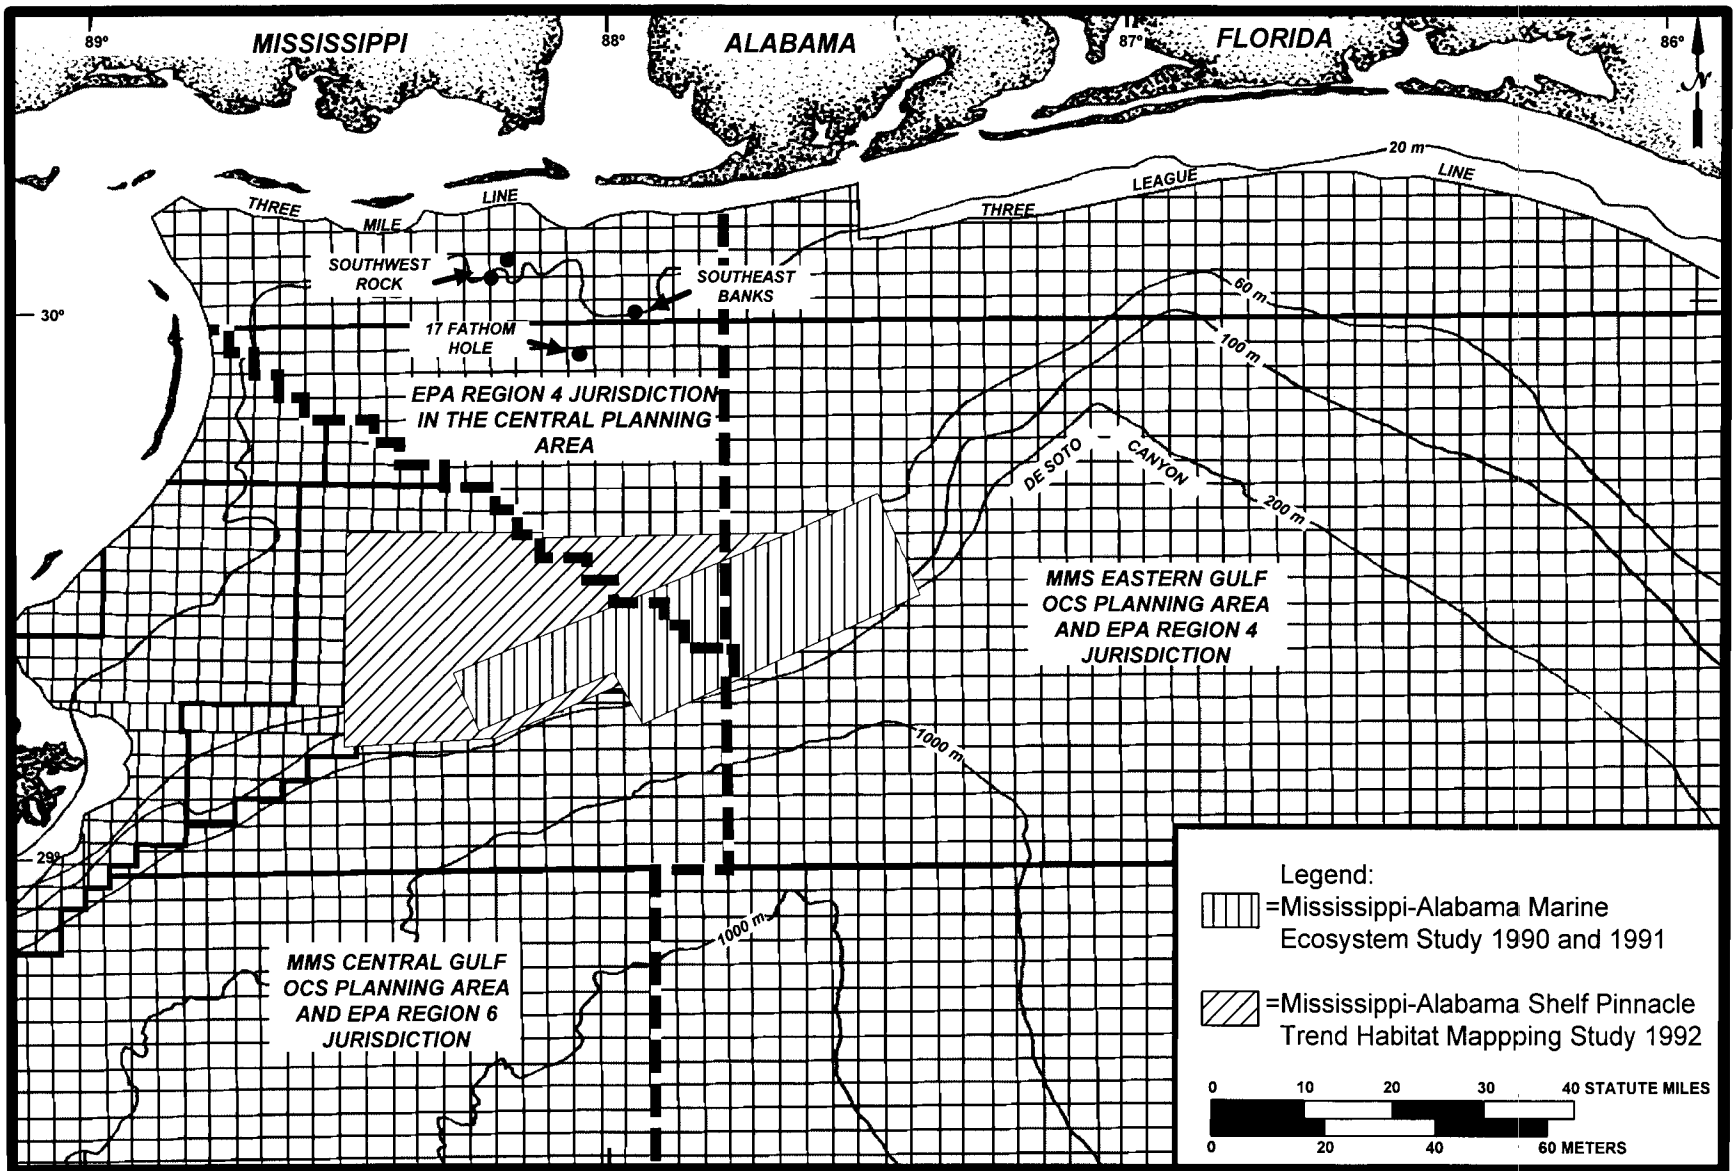 89°
MISSISSIPPI
88°
ALABAMA
87°
FLORIDA
86°
N
20 m
THREE
MILE
LINE
THREE
LEAGUE
LINE
SOUTHWEST
ROCK
SOUTHEAST
BANKS
60 m
30°
17 FATHOM
HOLE
100 m
EPA REGION 4 JURISDICTION
IN THE CENTRAL PLANNING
AREA
DE SOTO
CANYON
200 m
MMS EASTERN GULF
OCS PLANNING AREA
AND EPA REGION 4
JURISDICTION
1000 m
29°
1000 m
MMS CENTRAL GULF
OCS PLANNING AREA
AND EPA REGION 6
JURISDICTION
Legend:
=Mississippi-Alabama Marine
Ecosystem Study 1990 and 1991
=Mississippi-Alabama Shelf Pinnacle
Trend Habitat Mappping Study 1992
0 10 20 30 40 STATUTE MILES
0 20 40 60 METERS